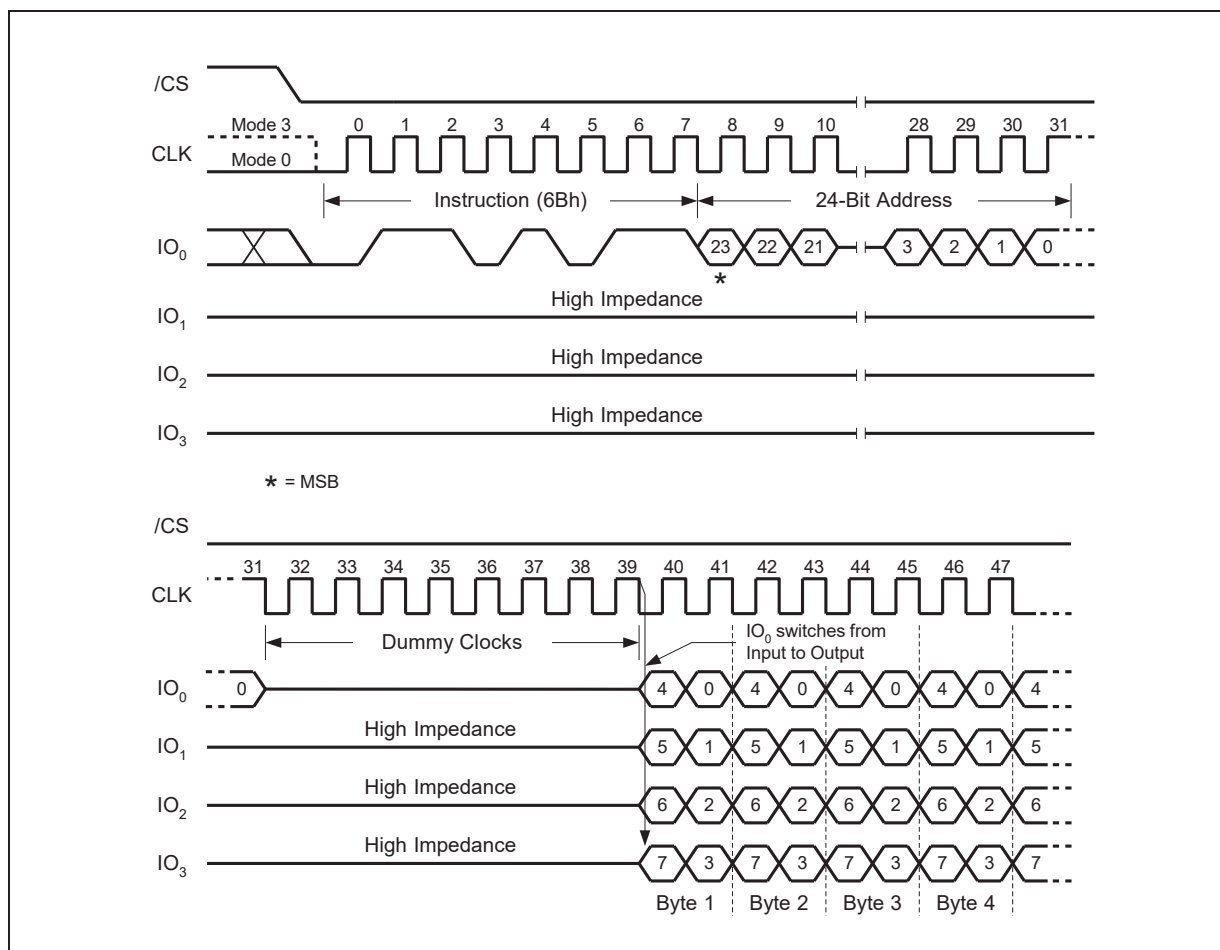 /CS
Mode 3 0 1 2 3 4 5 6 7 8 9 10 28 29 30 31
CLK
Mode 0
Instruction (6Bh) 24-Bit Address
IO0 23 22 21 3 2 1 0
*
High Impedance
IO1
High Impedance
IO2
High Impedance
IO3
* = MSB
/CS
31 32 33 34 35 36 37 38 39 40 41 42 43 44 45 46 47
CLK
Dummy Clocks
IO0 switches from
Input to Output
IO0 0 4 0 4 0 4 0 4 0 4
High Impedance
IO1 5 1 5 1 5 1 5 1 5
High Impedance
IO2 6 2 6 2 6 2 6 2 6
High Impedance
IO3 7 3 7 3 7 3 7 3 7
Byte 1 Byte 2 Byte 3 Byte 4